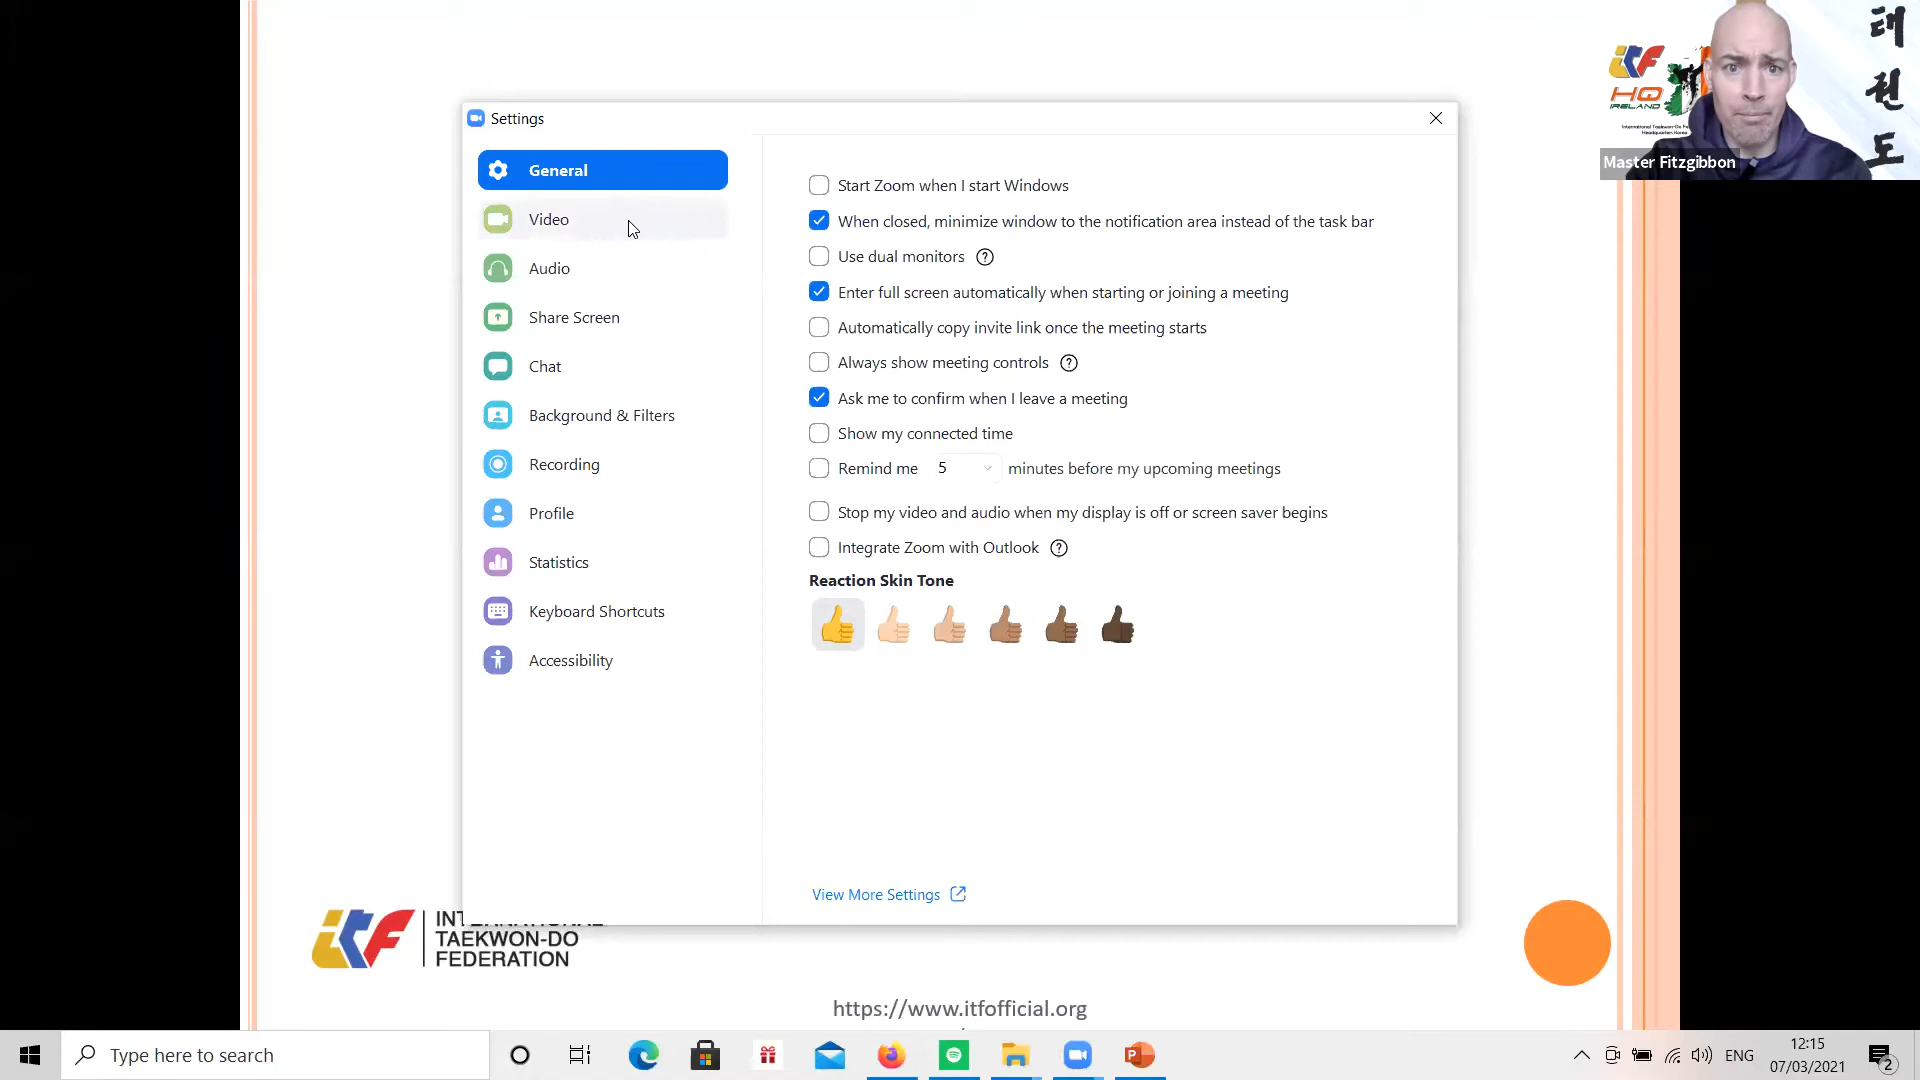 Settings
General
Video
Audio
Share Screen
Chat
Background & Filters
Recording
Profile
Statistics
Keyboard Shortcuts
Accessibility
Start Zoom when I start Windows
When closed, minimize window to the notification area instead of the task bar
Use dual monitors
Enter full screen automatically when starting or joining a meeting
Automatically copy invite link once the meeting starts
Always show meeting controls
Ask me to confirm when I leave a meeting
Show my connected time
Remind me 5 minutes before my upcoming meetings
Stop my video and audio when my display is off or screen saver begins
Integrate Zoom with Outlook
Reaction Skin Tone
View More Settings
itF
HQ
IRELAND
태
권
도
Master Fitzgibbon
itF
INTERNATIONAL
TAEKWON-DO
FEDERATION
https://www.itfofficial.org
Type here to search
ENG
12:15
07/03/2021
2